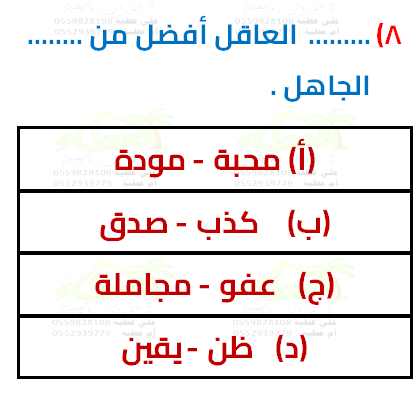 ٨) ......... العاقل أفضل من ........
الجاهل .
(أ) محبة - مودة
(ب) كذب - صدق
(ج) عفو - مجاملة
(د) ظن - يقين